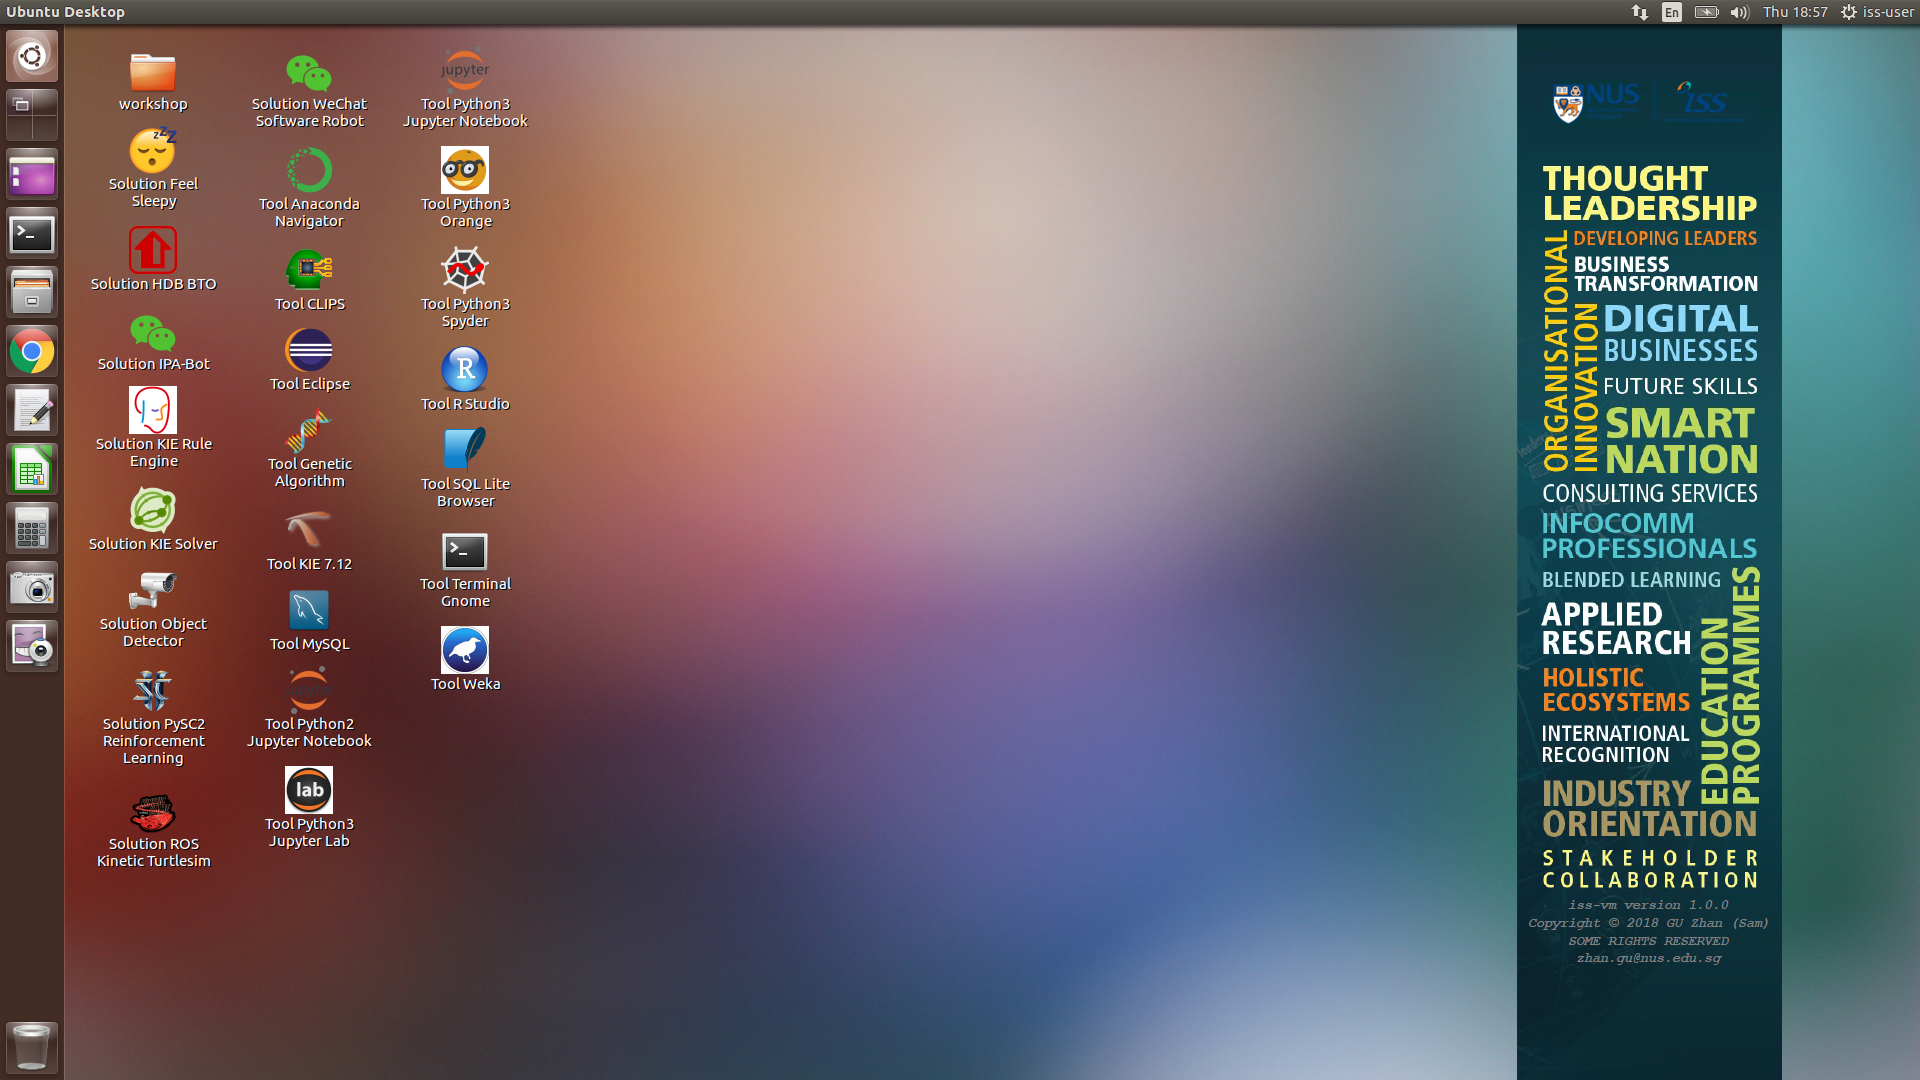 Ubuntu Desktop
En
Thu 18:57
iss-user
workshop
Solution Feel
Sleepy
Solution HDB BTO
Solution IPA-Bot
Solution KIE Rule
Engine
Solution KIE Solver
Solution Object
Detector
Solution PySC2
Reinforcement
Learning
Solution ROS
Kinetic Turtlesim
Solution WeChat
Software Robot
Tool Anaconda
Navigator
Tool CLIPS
Tool Eclipse
Tool Genetic
Algorithm
Tool KIE 7.12
Tool MySQL
jupyter
Tool Python2
Jupyter Notebook
lab
Tool Python3
Jupyter Lab
jupyter
Tool Python3
Jupyter Notebook
Tool Python3
Orange
Tool Python3
Spyder
R
Tool R Studio
Tool SQL Lite
Browser
>_
Tool Terminal
Gnome
Tool Weka
NUS
ISS
THOUGHT
LEADERSHIP
ORGANISATIONAL
INNOVATION
DEVELOPING LEADERS
BUSINESS
TRANSFORMATION
DIGITAL
BUSINESSES
FUTURE SKILLS
SMART
NATION
CONSULTING SERVICES
INFOCOMM
PROFESSIONALS
BLENDED LEARNING
APPLIED
RESEARCH
HOLISTIC
ECOSYSTEMS
INTERNATIONAL
RECOGNITION
EDUCATION
PROGRAMMES
INDUSTRY
ORIENTATION
STAKEHOLDER
COLLABORATION
iss-vm version 1.0.0
Copyright © 2018 GU Zhan (Sam)
SOME RIGHTS RESERVED
zhan.gu@nus.edu.sg